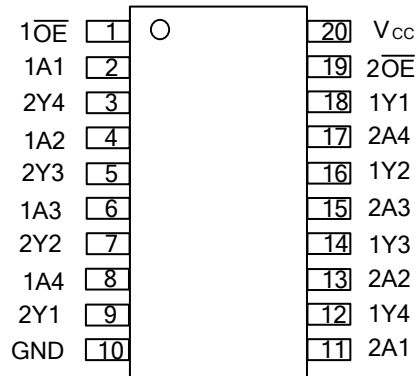 1O̅E̅ 1 20 Vcc
1A1 2 19 2O̅E̅
2Y4 3 18 1Y1
1A2 4 17 2A4
2Y3 5 16 1Y2
1A3 6 15 2A3
2Y2 7 14 1Y3
1A4 8 13 2A2
2Y1 9 12 1Y4
GND 10 11 2A1